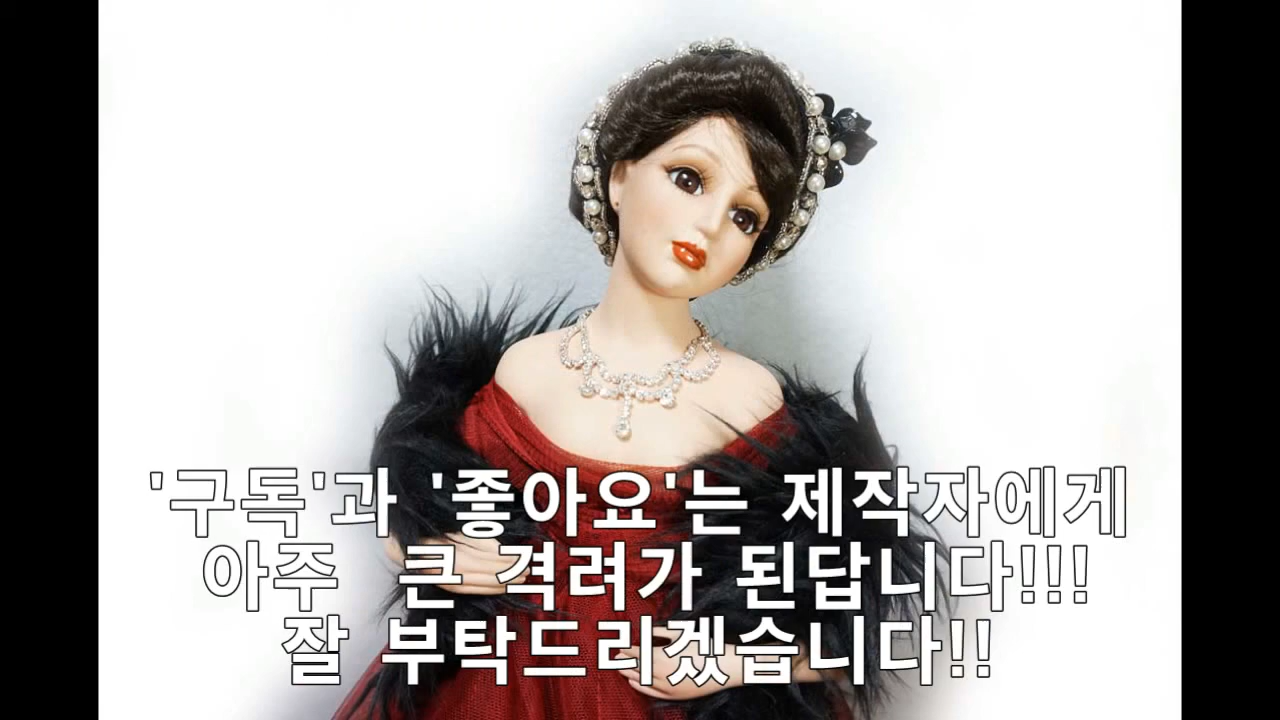 '구독'과 '좋아요'는 제작자에게
아주 큰 격려가 된답니다!!!
잘 부탁드리겠습니다!!